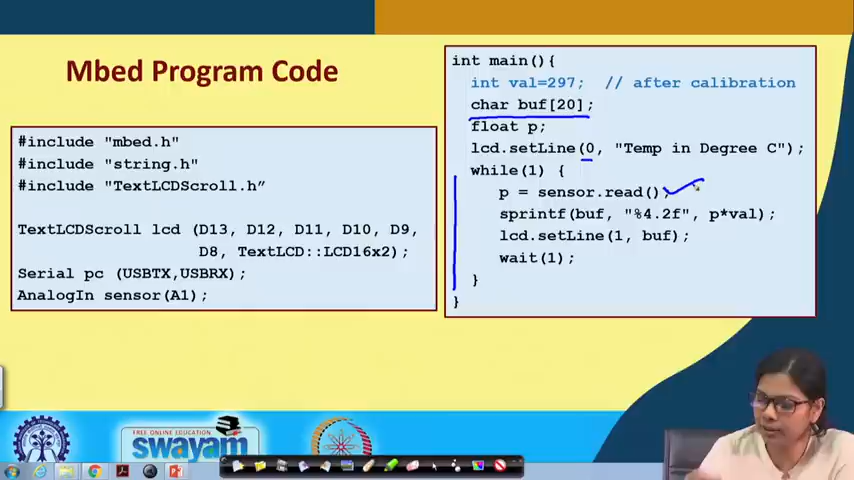 Mbed Program Code
#include "mbed.h"
#include "string.h"
#include "TextLCDScroll.h”
TextLCDScroll lcd (D13, D12, D11, D10, D9,
D8, TextLCD::LCD16x2);
Serial pc (USBTX,USBRX);
AnalogIn sensor(A1);
int main(){
int val=297; // after calibration
char buf[20];
float p;
lcd.setLine(0, "Temp in Degree C");
while(1) {
p = sensor.read();
sprintf(buf, "%4.2f", p*val);
lcd.setLine(1, buf);
wait(1);
}
}
FREE ONLINE EDUCATION
swayam